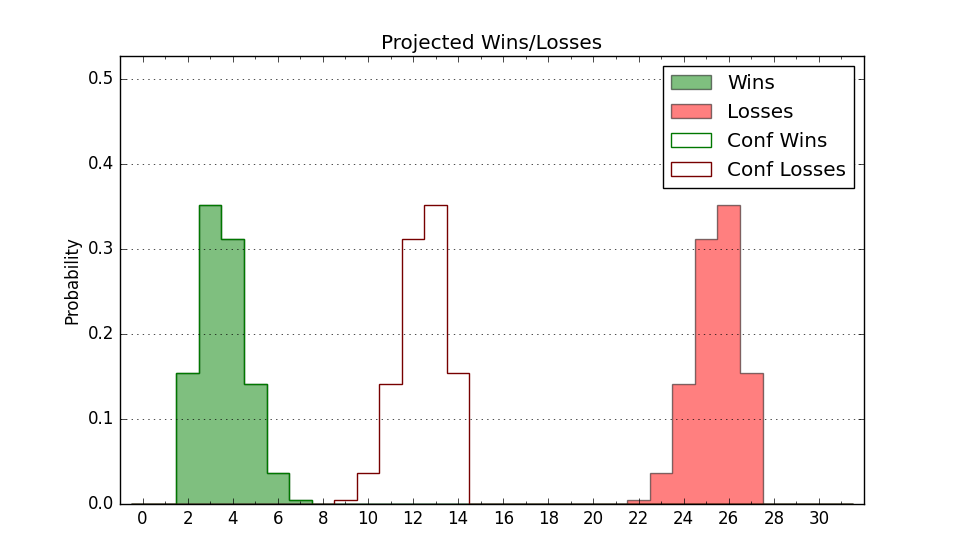 Projected Wins/Losses
0.5
0.4
0.3
0.2
0.1
0.0
Probability
Wins
Losses
Conf Wins
Conf Losses
0 2 4 6 8 10 12 14 16 18 20 22 24 26 28 30